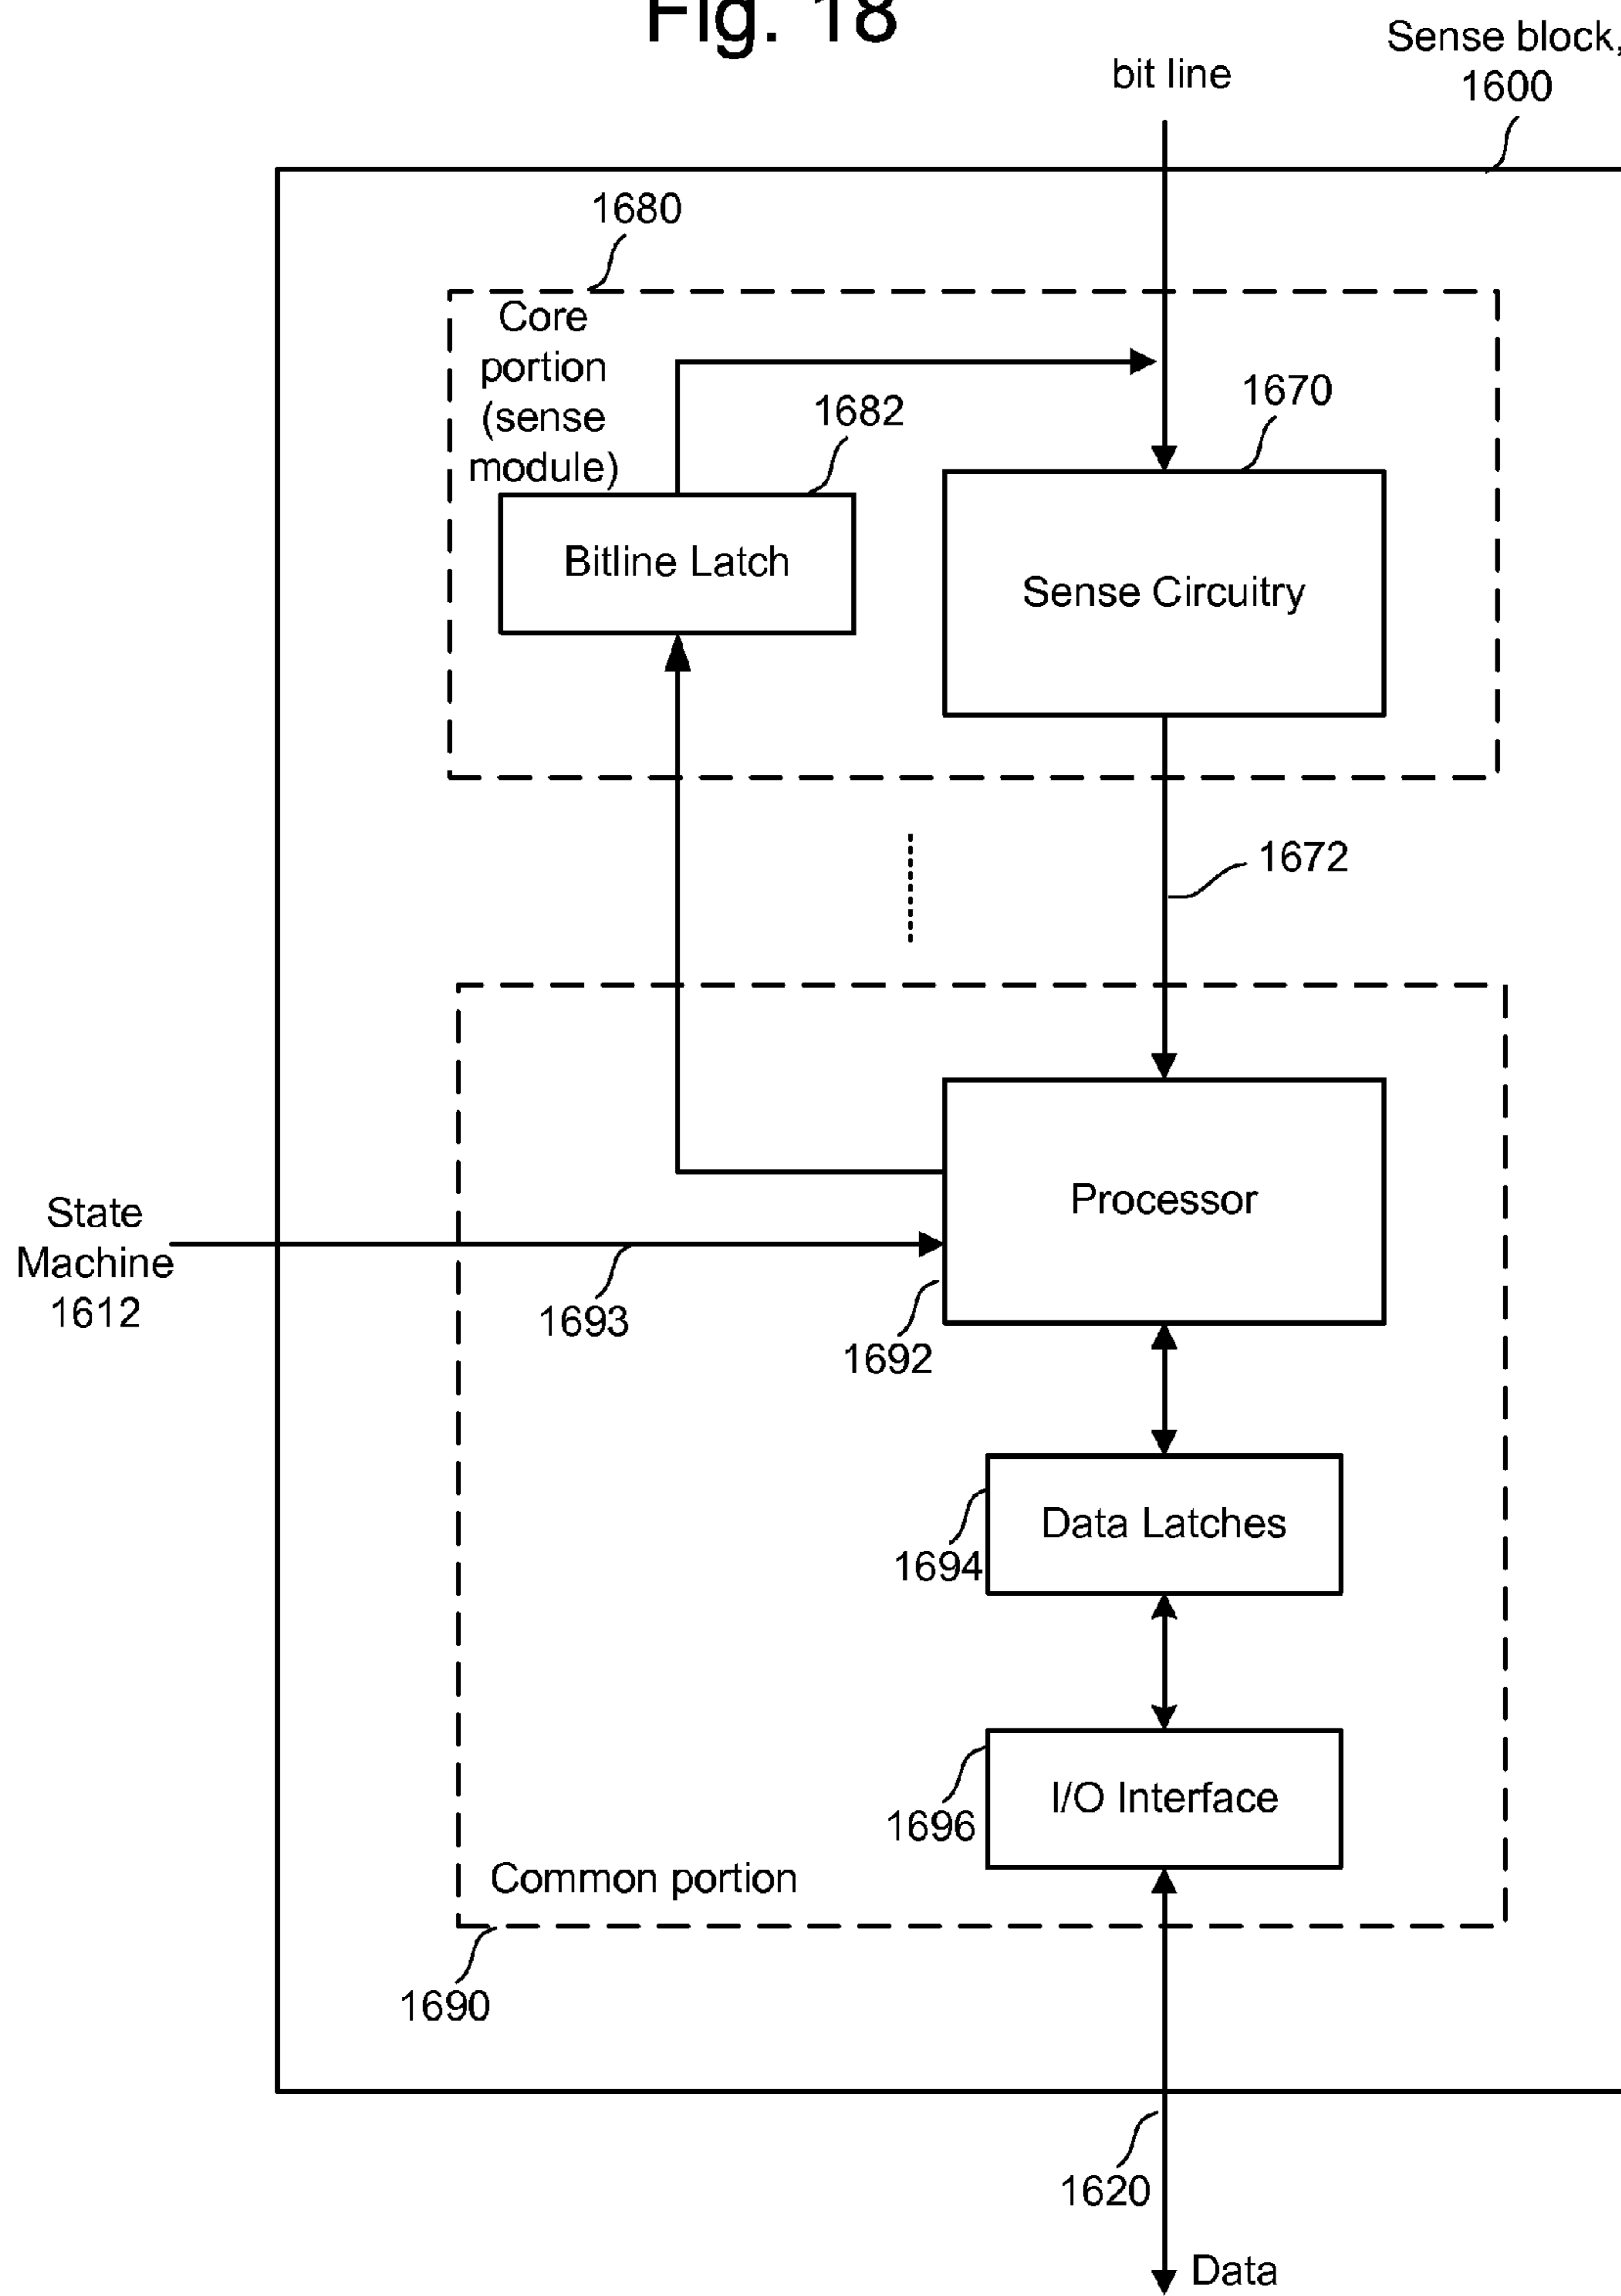 Fig. 18
bit line
Sense block,
1600
1680
Core
portion
(sense
module)
1682
1670
Bitline Latch
Sense Circuitry
1672
State
Machine
1612
Processor
1693
1692
Data Latches
1694
I/O Interface
1696
Common portion
1690
1620
Data